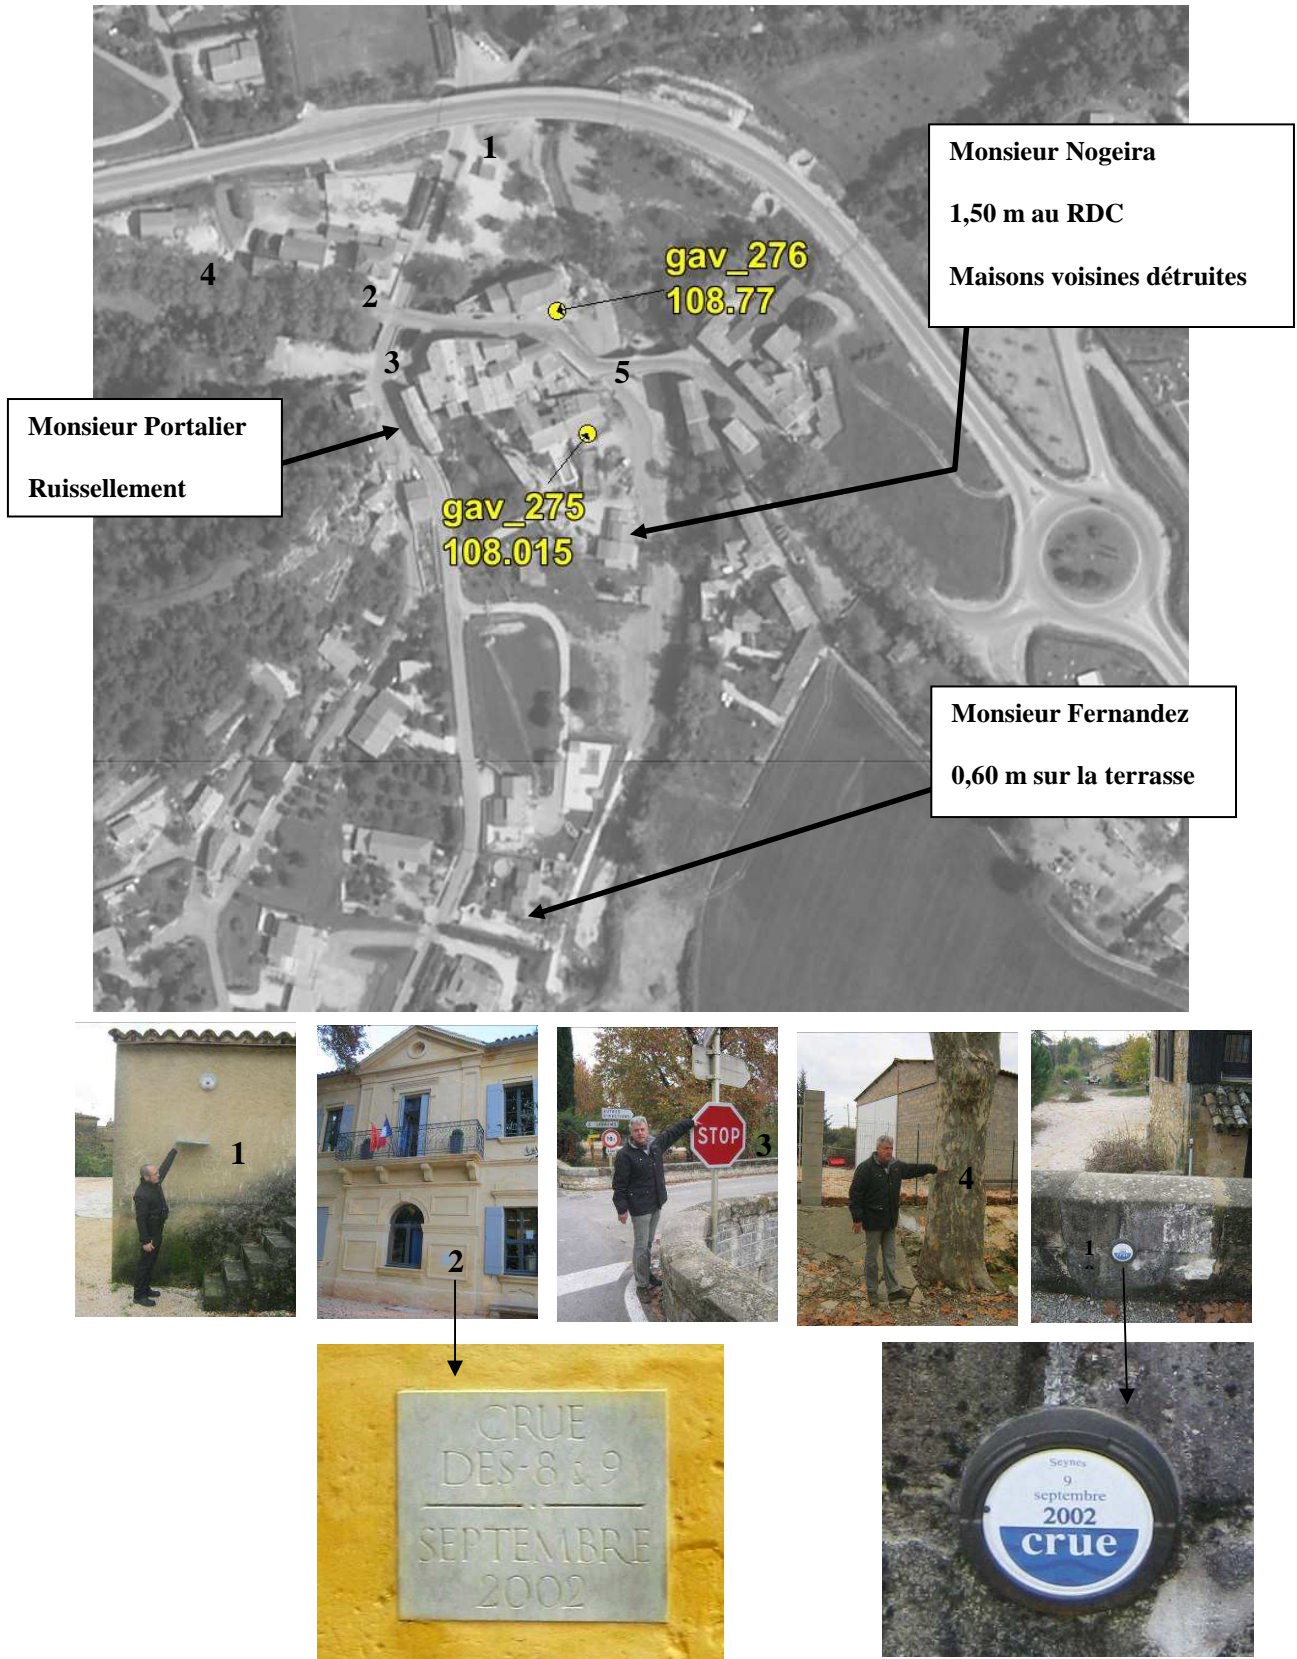 1
Monsieur Nogeira
1,50 m au RDC
Maisons voisines détruites
gav_276
108.77
4
2
3
5
Monsieur Portalier
Ruissellement
gav_275
108.015
Monsieur Fernandez
0,60 m sur la terrasse
1
2
STOP
3
4
1
CRUE
DES-8 & 9
SEPTEMBRE
2002
Seynes
9
septembre
2002
crue